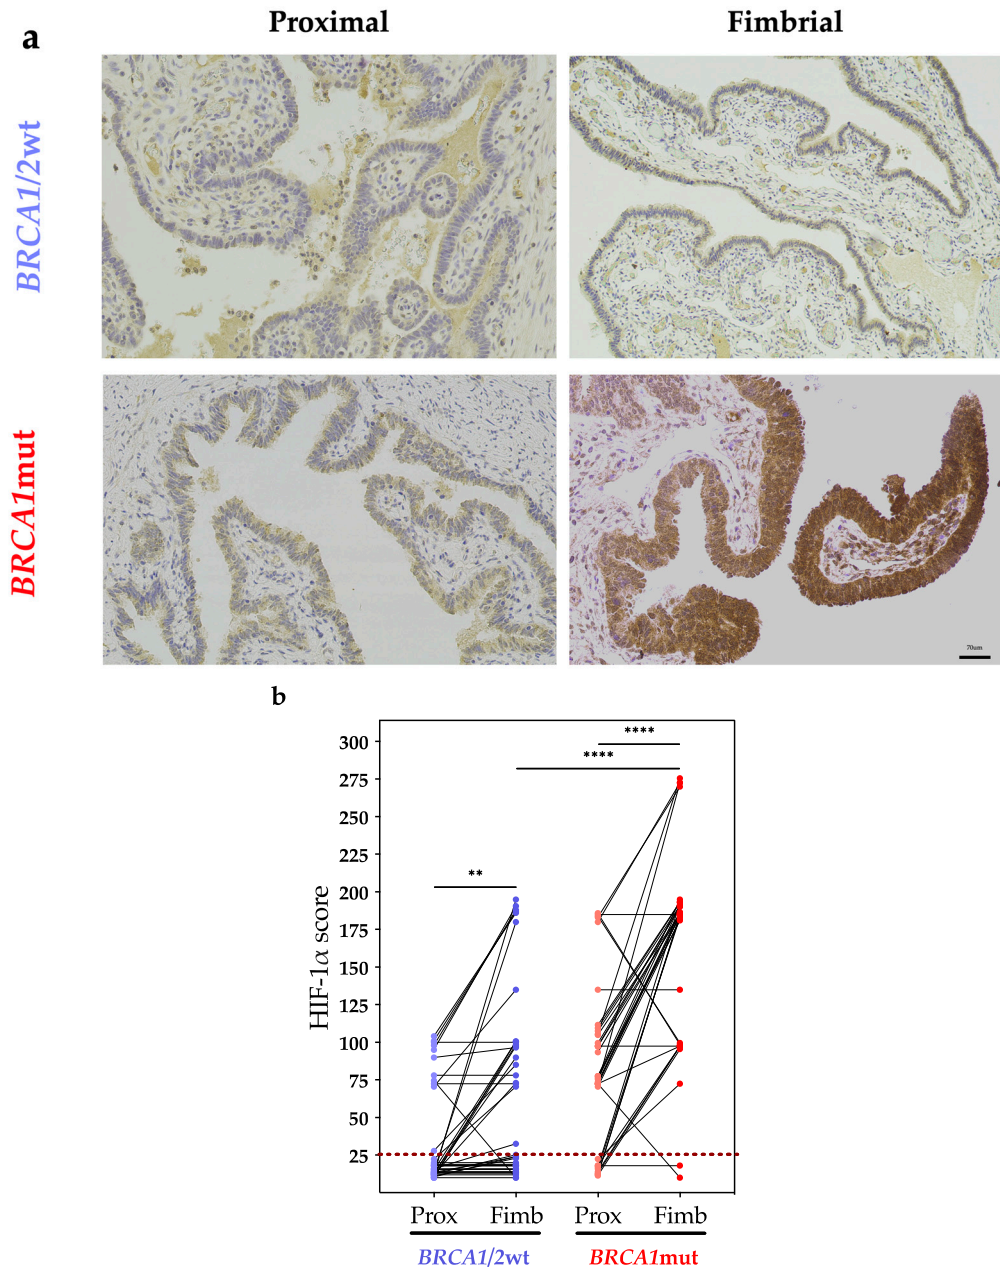 a
Proximal
Fimbrial
BRCA1/2wt
BRCA1mut
70um
b
HIF-1α score
300
275
250
225
200
175
150
125
100
75
50
25
**
****
****
Prox
Fimb
Prox
Fimb
BRCA1/2wt
BRCA1mut